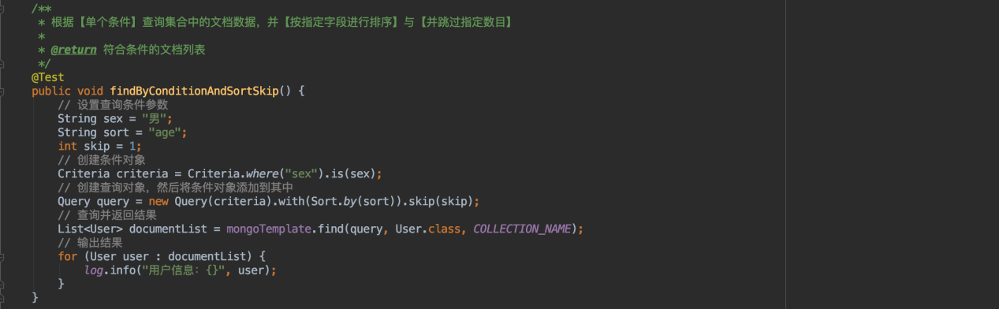 /**
 * 根据【单个条件】查询集合中的文档数据，并【按指定字段进行排序】与【并跳过指定数目】
 *
 * @return 符合条件的文档列表
 */
@Test
public void findByConditionAndSortSkip() {
    // 设置查询条件参数
    String sex = "男";
    String sort = "age";
    int skip = 1;
    // 创建条件对象
    Criteria criteria = Criteria.where("sex").is(sex);
    // 创建查询对象，然后将条件对象添加到其中
    Query query = new Query(criteria).with(Sort.by(sort)).skip(skip);
    // 查询并返回结果
    List<User> documentList = mongoTemplate.find(query, User.class, COLLECTION_NAME);
    // 输出结果
    for (User user : documentList) {
        log.info("用户信息：{}", user);
    }
}